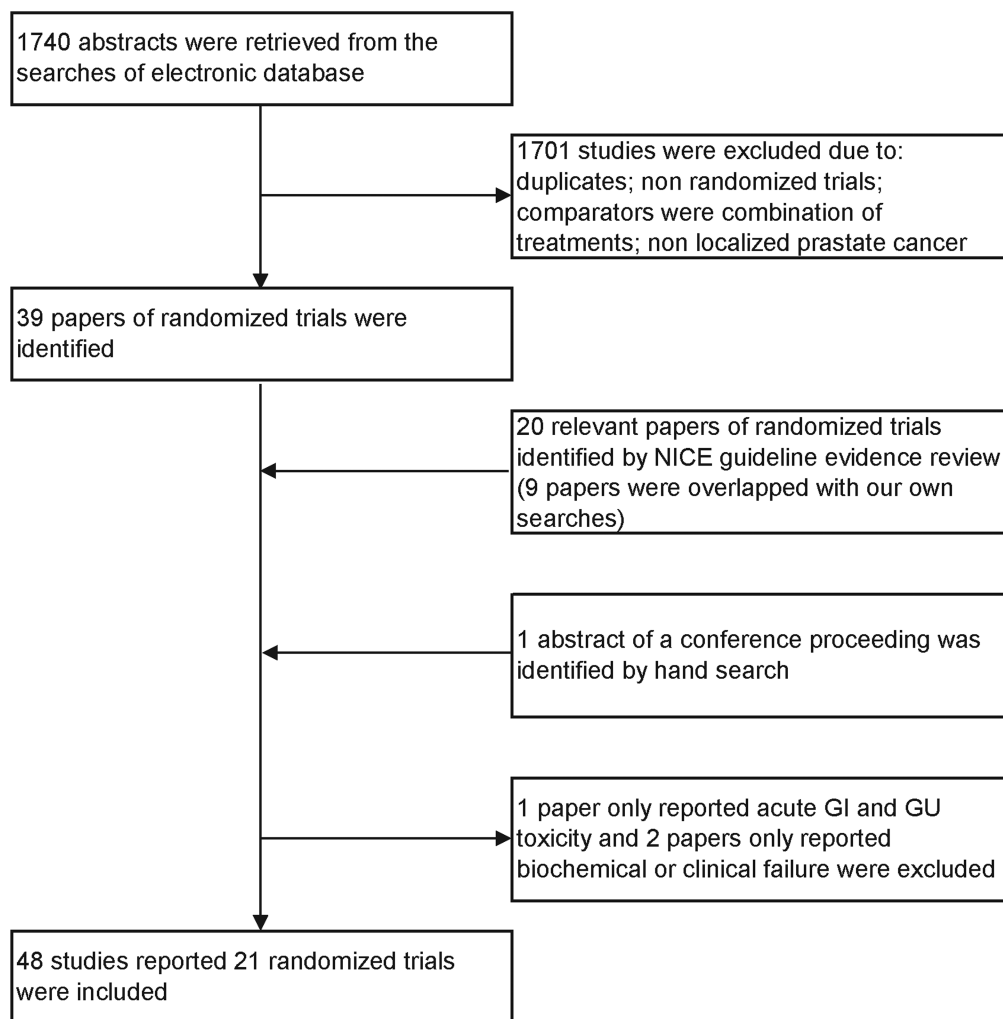 1740 abstracts were retrieved from the
searches of electronic database
1701 studies were excluded due to:
duplicates; non randomized trials;
comparators were combination of
treatments; non localized prastate cancer
39 papers of randomized trials were
identified
20 relevant papers of randomized trials
identified by NICE guideline evidence review
(9 papers were overlapped with our own
searches)
1 abstract of a conference proceeding was
identified by hand search
1 paper only reported acute GI and GU
toxicity and 2 papers only reported
biochemical or clinical failure were excluded
48 studies reported 21 randomized trials
were included